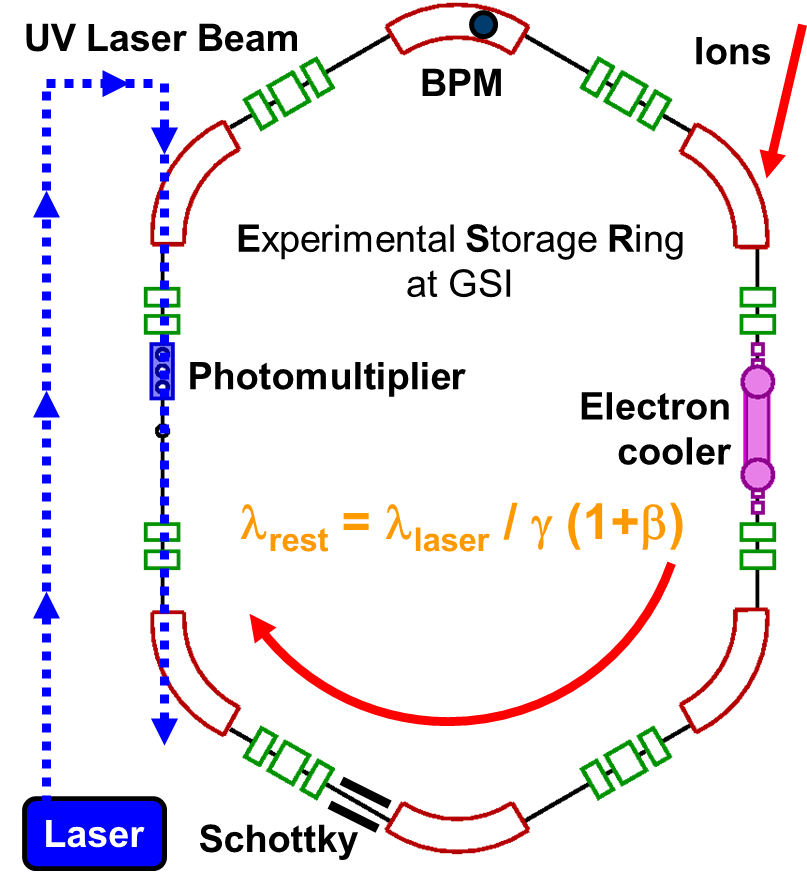 UV Laser Beam
Ions
BPM
Experimental Storage Ring
at GSI
Photomultiplier
Electron
cooler
λrest = λlaser / γ (1+β)
Laser
Schottky